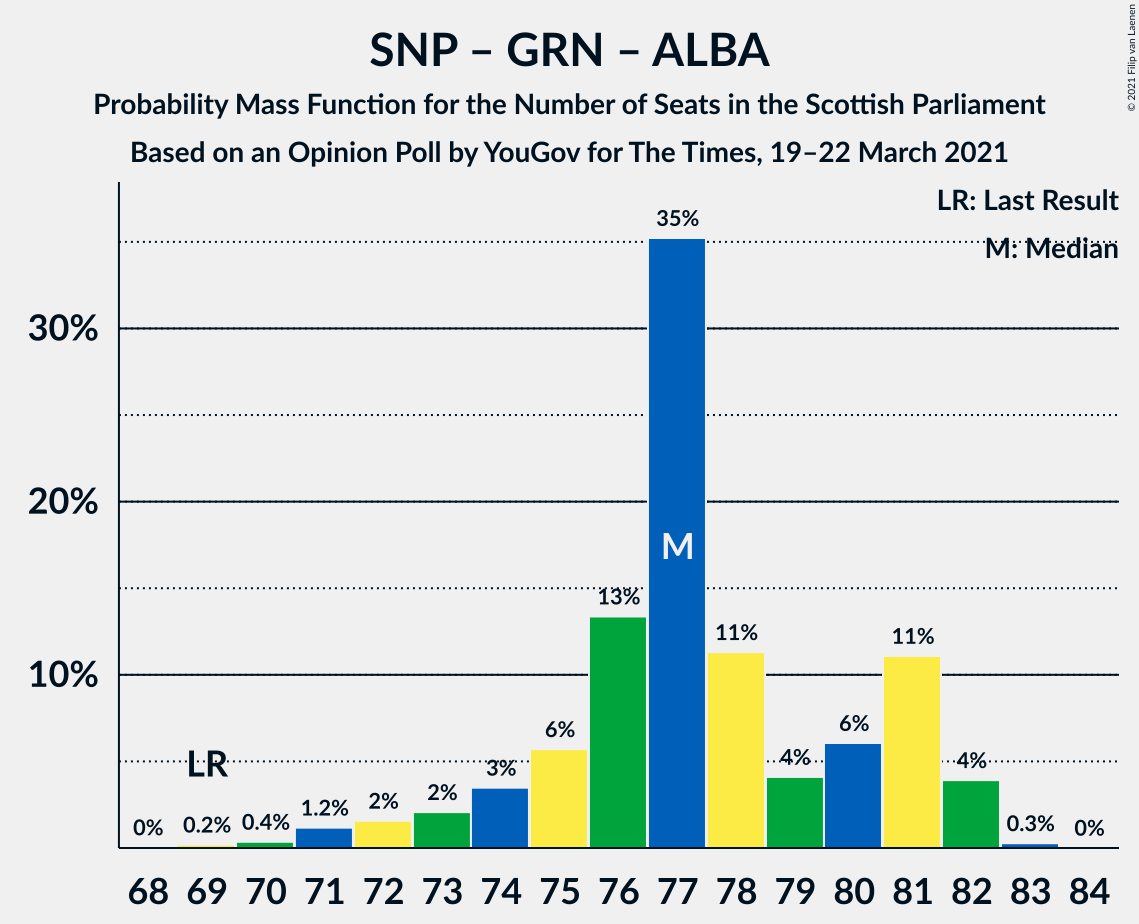 SNP – GRN – ALBA
Probability Mass Function for the Number of Seats in the Scottish Parliament
Based on an Opinion Poll by YouGov for The Times, 19–22 March 2021
© 2021 Filip van Laenen
LR: Last Result
M: Median
30%
20%
10%
0%
0.2%
0.4%
1.2%
2%
2%
3%
6%
13%
35%
11%
4%
6%
11%
4%
0.3%
0%
LR
M
68 69 70 71 72 73 74 75 76 77 78 79 80 81 82 83 84